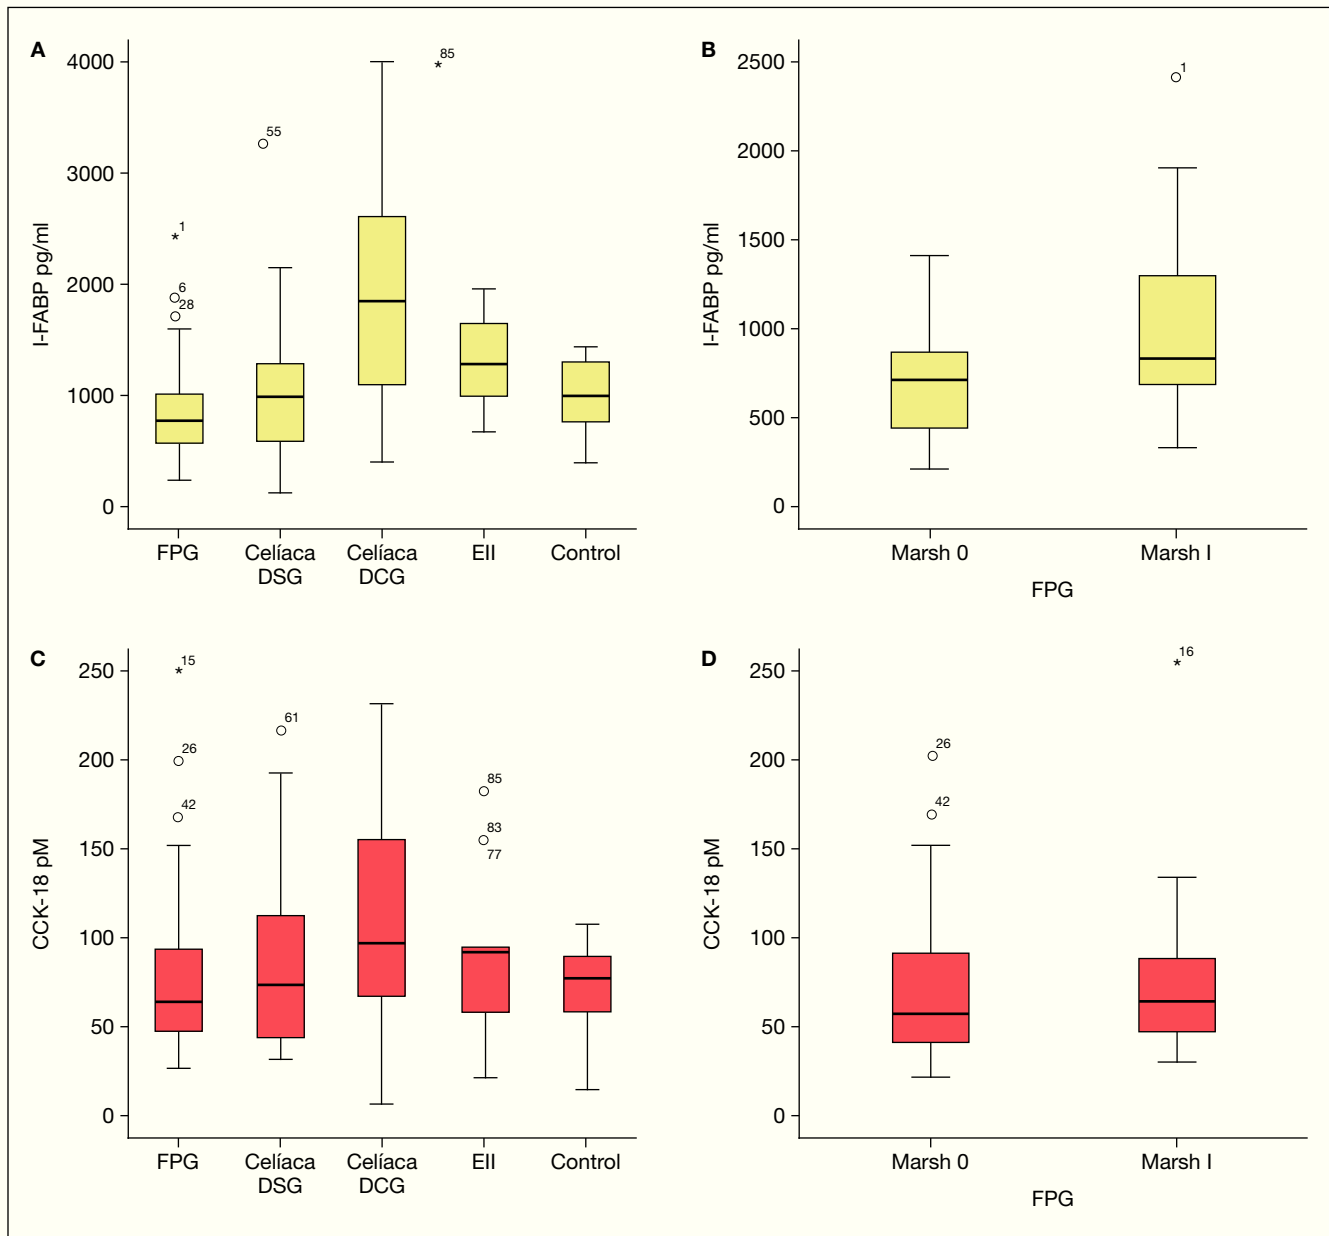 A
I-FABP pg/ml
4000
3000
2000
1000
0
*1
6
28
55
*85
FPG
Celíaca
DSG
Celíaca
DCG
EII
Control
B
I-FABP pg/ml
2500
2000
1500
1000
500
0
1
Marsh 0
Marsh I
FPG
C
CCK-18 pM
250
200
150
100
50
0
*15
26
42
61
85
83
77
FPG
Celíaca
DSG
Celíaca
DCG
EII
Control
D
CCK-18 pM
250
200
150
100
50
0
26
42
*16
Marsh 0
Marsh I
FPG